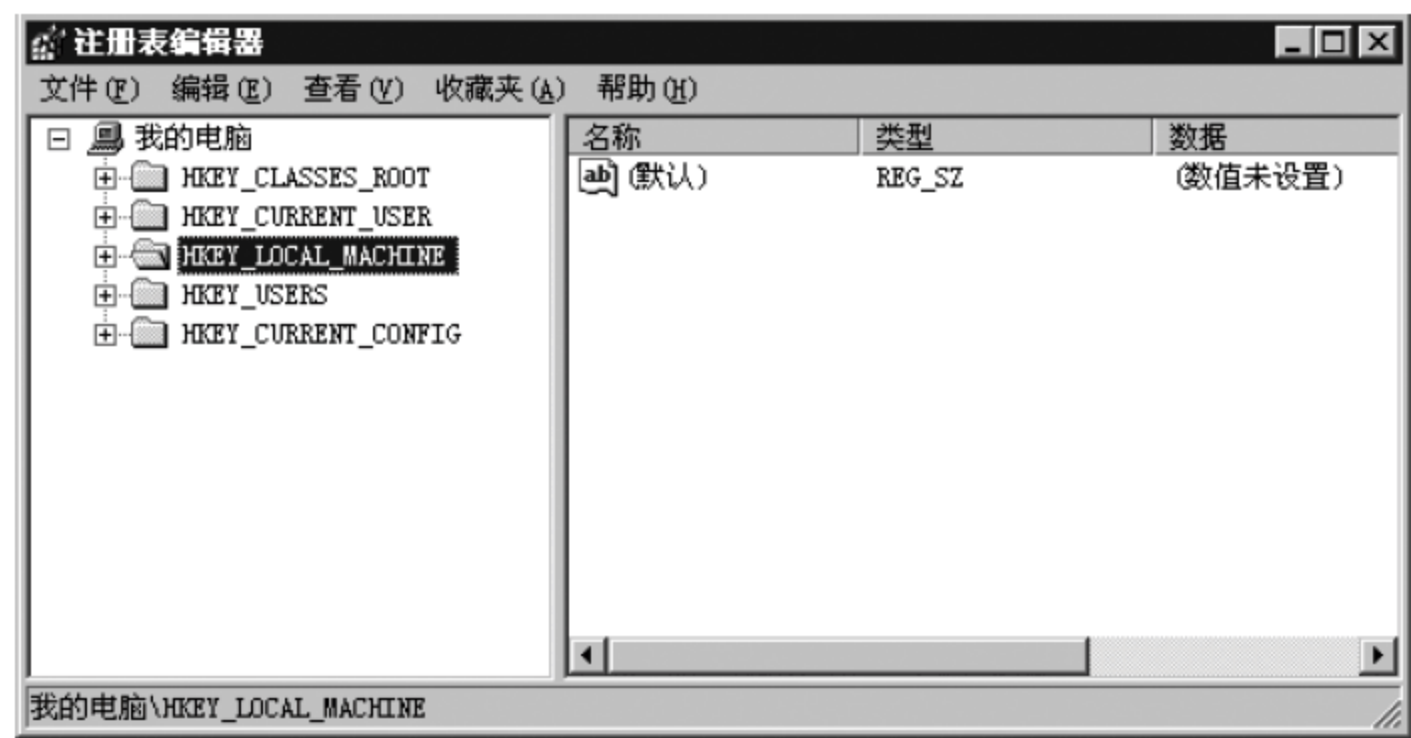 注册表编辑器
文件(F) 编辑(E) 查看(V) 收藏夹(A) 帮助(H)
我的电脑
HKEY_CLASSES_ROOT
HKEY_CURRENT_USER
HKEY_LOCAL_MACHINE
HKEY_USERS
HKEY_CURRENT_CONFIG
名称 类型 数据
ab (默认) REG_SZ (数值未设置)
我的电脑\HKEY_LOCAL_MACHINE